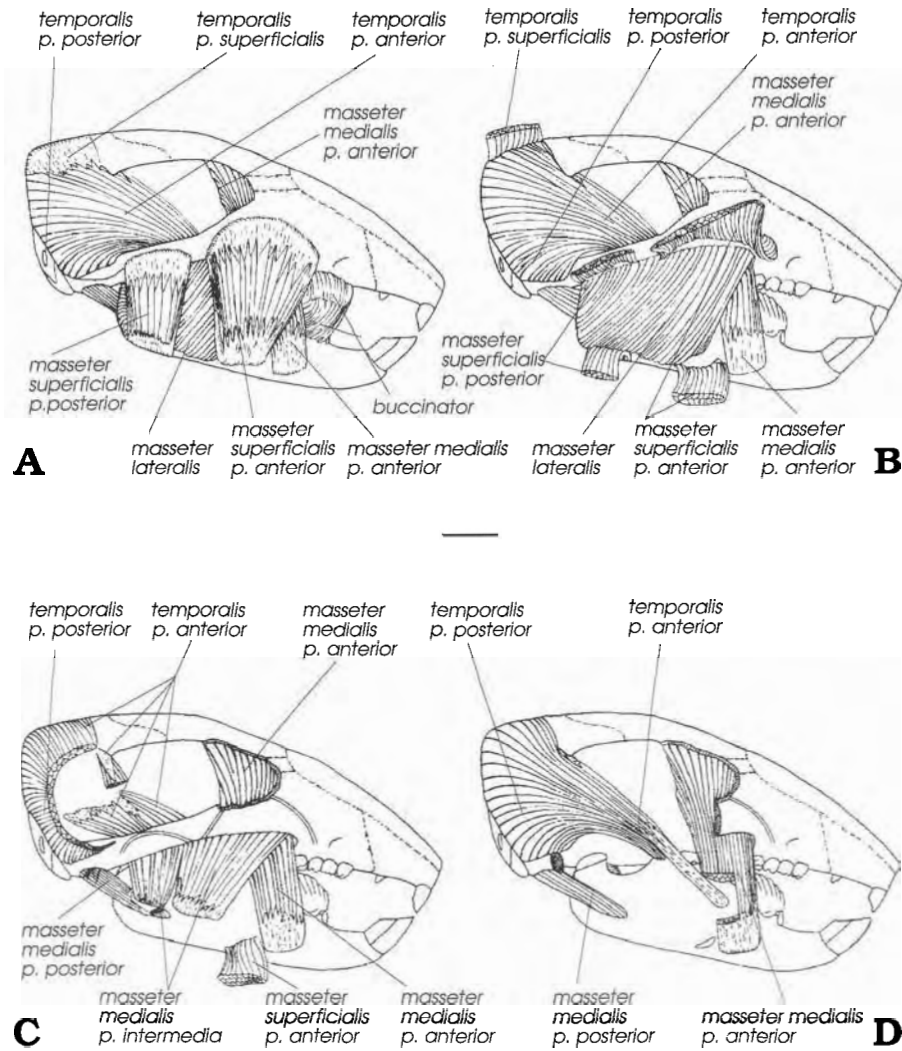 temporalis
p. posterior
temporalis
p. superficialis
temporalis
p. anterior
masseter
medialis
p. anterior
masseter
superficialis
p.posterior
buccinator
masseter
lateralis
masseter
superficialis
p. anterior
masseter medialis
p. anterior
A
temporalis
p. superficialis
temporalis
p. posterior
temporalis
p. anterior
masseter
medialis
p. anterior
masseter
superficialis
p. posterior
masseter
lateralis
masseter
superficialis
p. anterior
masseter
medialis
p. anterior
B
temporalis
p. posterior
temporalis
p. anterior
masseter
medialis
p. anterior
masseter
medialis
p. posterior
masseter
medialis
p. intermedia
masseter
superficialis
p. anterior
masseter
medialis
p. anterior
C
temporalis
p. posterior
temporalis
p. anterior
masseter
medialis
p. posterior
masseter medialis
p. anterior
D